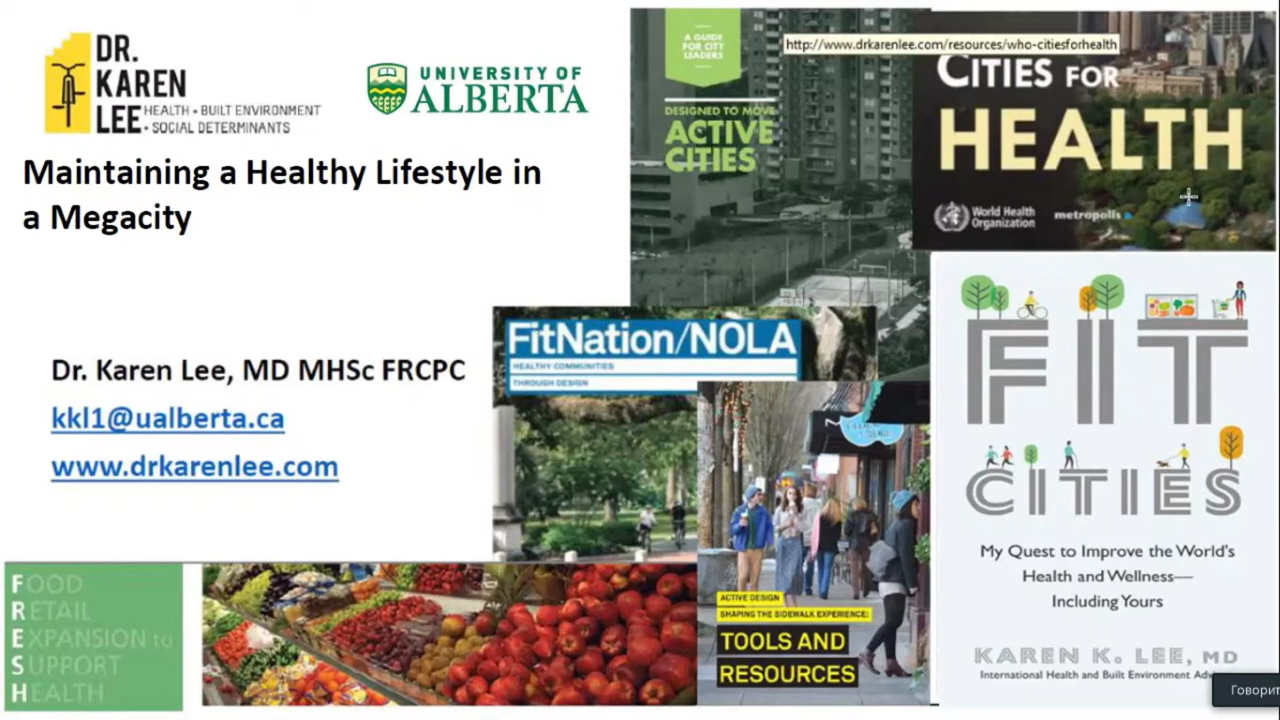 DR.
KAREN
LEE
HEALTH • BUILT ENVIRONMENT
• SOCIAL DETERMINANTS
UNIVERSITY OF
ALBERTA
Maintaining a Healthy Lifestyle in
a Megacity
Dr. Karen Lee, MD MHSc FRCPC
kkl1@ualberta.ca
www.drkarenlee.com
FOOD
RETAIL
EXPANSION to
SUPPORT
HEALTH
A GUIDE
FOR CITY
LEADERS
DESIGNED TO MOVE
ACTIVE
CITIES
http://www.drkarenlee.com/resources/who-citiesforhealth
CITIES FOR
HEALTH
World Health
Organization
metropolis
FitNation/NOLA
HEALTHY COMMUNITIES
THROUGH DESIGN
ACTIVE DESIGN
SHAPING THE SIDEWALK EXPERIENCE:
TOOLS AND
RESOURCES
FIT
CITIES
My Quest to Improve the World's
Health and Wellness—
Including Yours
KAREN K. LEE, MD
International Health and Built Environment
Говорит